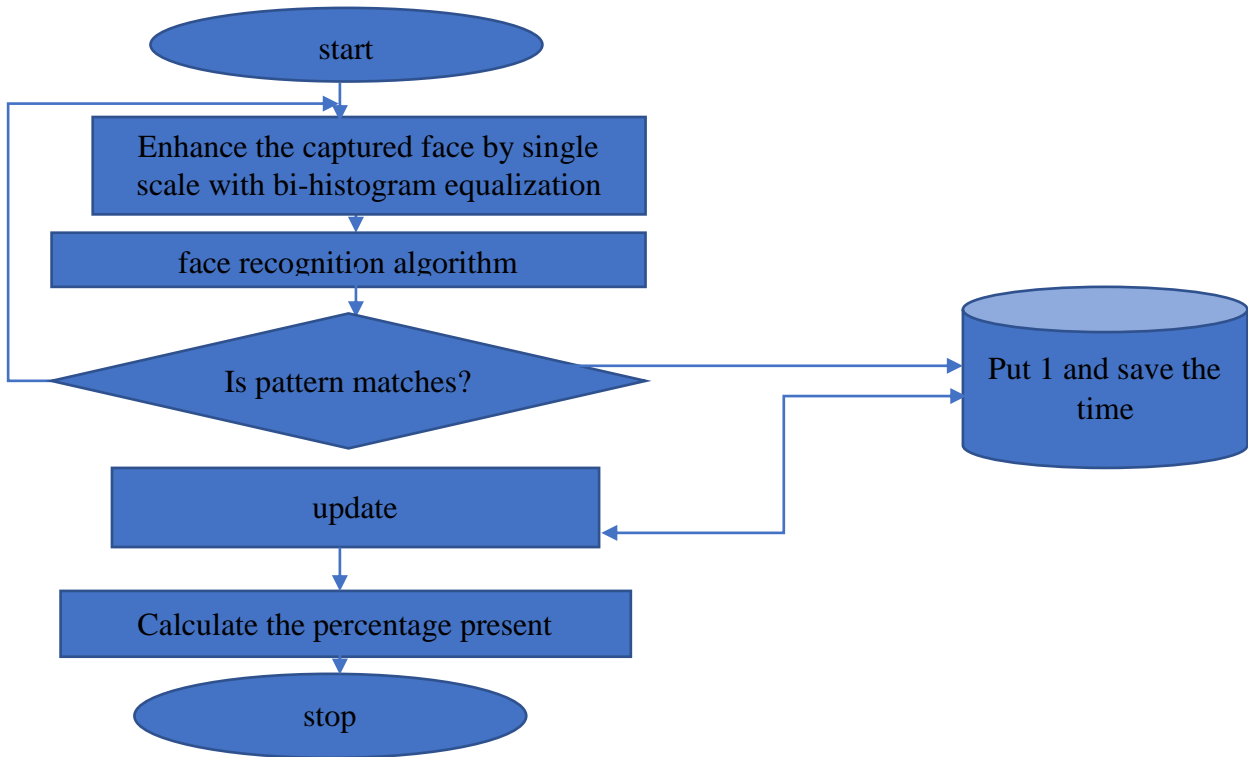 start
Enhance the captured face by single
scale with bi-histogram equalization
face recognition algorithm
Is pattern matches?
Put 1 and save the
time
update
Calculate the percentage present
stop